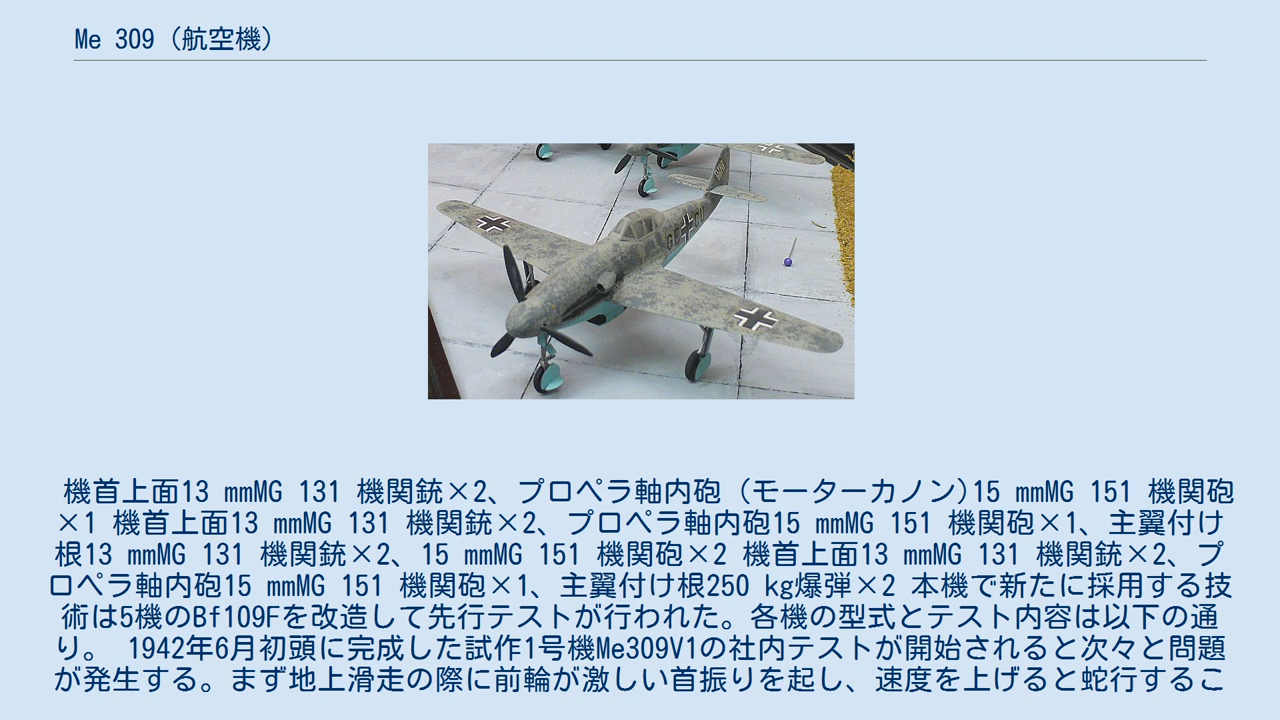 Me 309（航空機）
機首上面13 mmMG 131 機関銃×2、プロペラ軸内砲（モーターカノン)15 mmMG 151 機関砲
×1 機首上面13 mmMG 131 機関銃×2、プロペラ軸内砲15 mmMG 151 機関砲×1、主翼付け
根13 mmMG 131 機関銃×2、15 mmMG 151 機関砲×2 機首上面13 mmMG 131 機関銃×2、プ
ロペラ軸内砲15 mmMG 151 機関砲×1、主翼付け根250 kg爆弾×2 本機で新たに採用する技
術は5機のBf109Fを改造して先行テストが行われた。各機の型式とテスト内容は以下の通
り。 1942年6月初頭に完成した試作1号機Me309V1の社内テストが開始されると次々と問題
が発生する。まず地上滑走の際に前輪が激しい首振りを起し、速度を上げると蛇行するこ